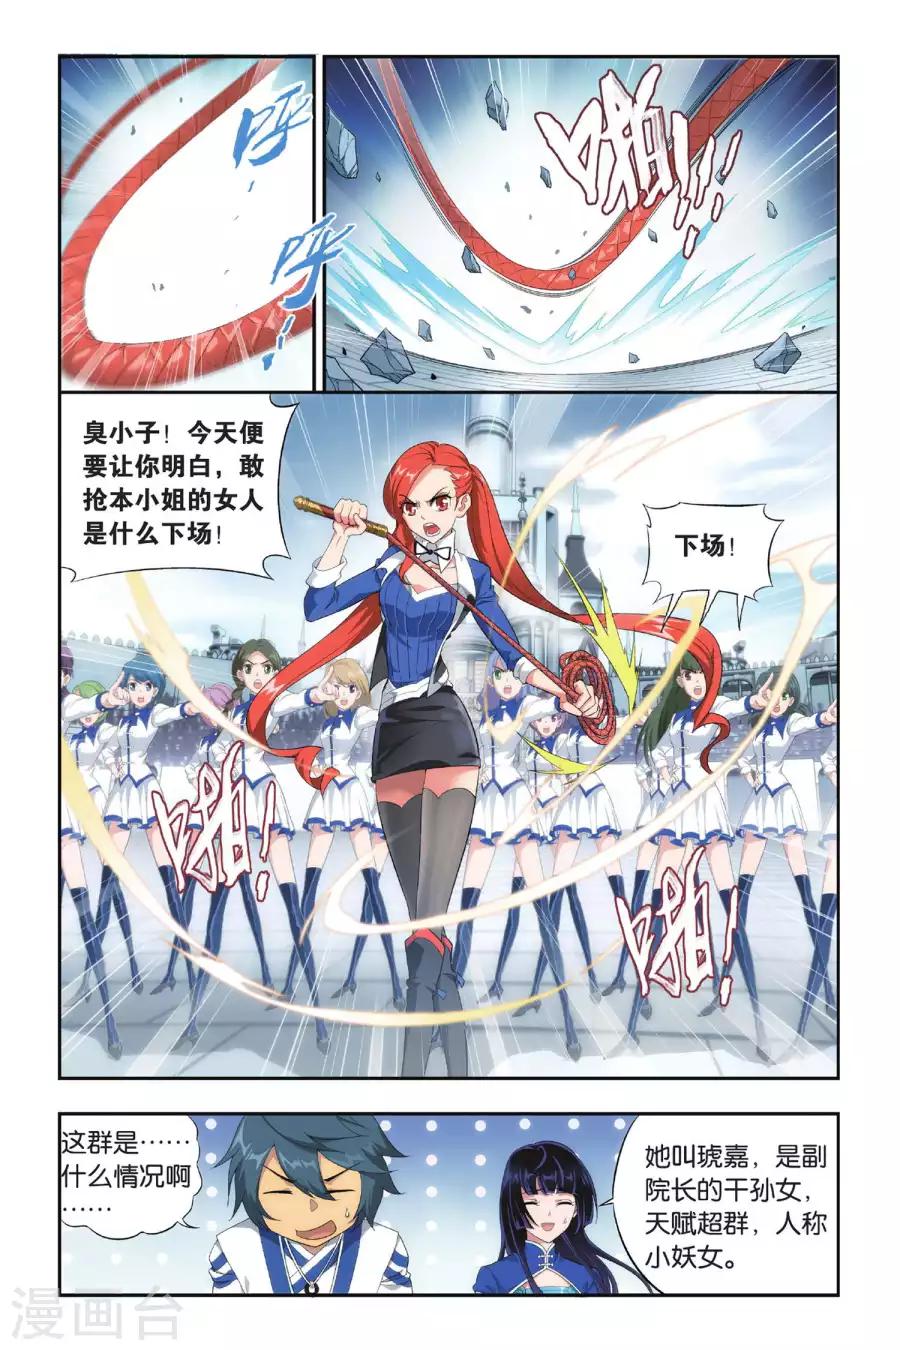 呼
呼
啪!!!
臭小子！今天便
要让你明白，敢
抢本小姐的女人
是什么下场！
下场！
啪!
啪!
这群是……
什么情况啊
……
她叫琥嘉，是副
院长的干孙女，
天赋超群，人称
小妖女。
漫画台